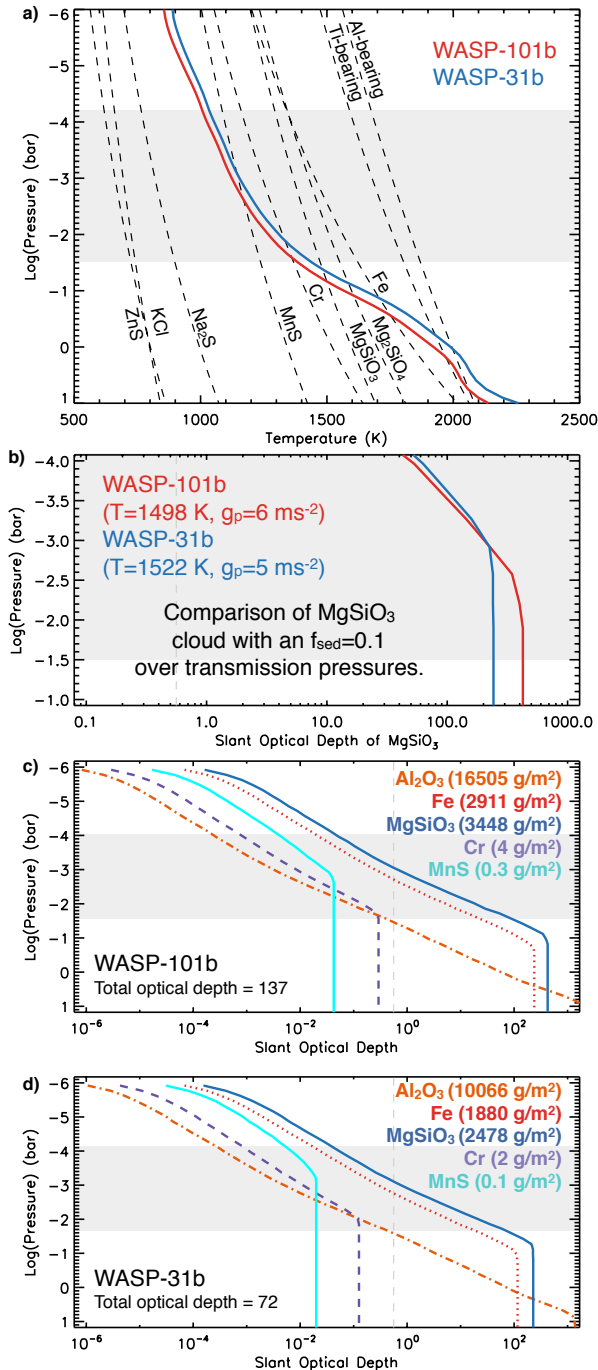 a)
-6
-5
-4
-3
-2
-1
0
1
Log(Pressure) (bar)
WASP-101b
WASP-31b
Al-bearing
Ti-bearing
ZnS
KCl
Na₂S
MnS
Cr
MgSiO₃
Mg₂SiO₄
Fe
500 1000 1500 2000 2500
Temperature (K)
b)
-4.0
-3.5
-3.0
-2.5
-2.0
-1.5
-1.0
Log(Pressure) (bar)
WASP-101b
(T=1498 K, gₚ=6 ms⁻²)
WASP-31b
(T=1522 K, gₚ=5 ms⁻²)
Comparison of MgSiO₃
cloud with an fsed=0.1
over transmission pressures.
0.1 1.0 10.0 100.0 1000.0
Slant Optical Depth of MgSiO₃
c)
-6
-5
-4
-3
-2
-1
0
1
Log(Pressure) (bar)
Al₂O₃ (16505 g/m²)
Fe (2911 g/m²)
MgSiO₃ (3448 g/m²)
Cr (4 g/m²)
MnS (0.3 g/m²)
WASP-101b
Total optical depth = 137
10⁻⁶ 10⁻⁴ 10⁻² 10⁰ 10²
Slant Optical Depth
d)
-6
-5
-4
-3
-2
-1
0
1
Log(Pressure) (bar)
Al₂O₃ (10066 g/m²)
Fe (1880 g/m²)
MgSiO₃ (2478 g/m²)
Cr (2 g/m²)
MnS (0.1 g/m²)
WASP-31b
Total optical depth = 72
10⁻⁶ 10⁻⁴ 10⁻² 10⁰ 10²
Slant Optical Depth